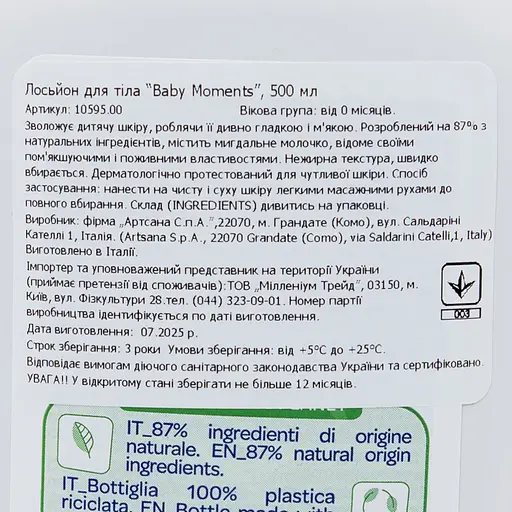 Лосьйон для тіла "Baby Moments", 500 мл
Артикул: 10595.00 Вікова група: від 0 місяців.
Зволожує дитячу шкіру, роблячи її дивно гладкою і м'якою. Розроблений на 87% з
натуральних інгредієнтів, містить мигдальне молочко, відоме своїми
пом'якшуючими і поживними властивостями. Нежирна текстура, швидко
вбирається. Дерматологічно протестований для чутливої шкіри. Спосіб
застосування: нанести на чисту і суху шкіру легкими масажними рухами до
повного вбирання. Склад (INGREDIENTS) дивитись на упаковці.
Виробник: фірма „Артсана С.п.А.",22070, м. Грандате (Комо), вул. Сальдаріні
Кателлі 1, Італія. (Artsana S.p.A., 22070 Grandate (Como), via Saldarini Catelli,1, Italy)
Виготовлено в Італії.
Імпортер та уповноважений представник на території України
(приймає претензії від споживачів):ТОВ „Мілленіум Трейд", 03150, м.
Київ, вул. Фізкультури 28.тел. (044) 323-09-01. Номер партії
виробництва ідентифікується по даті виготовлення.
003
Дата виготовлення: 07.2025 р.
Строк зберігання: 3 роки Умови зберігання: від +5°С до +25°С.
Відповідає вимогам діючого санітарного законодавства України та сертифіковано.
УВАГА!! У відкритому стані зберігати не більше 12 місяців.
IT_87% ingredienti di origine
naturale. EN_87% natural origin
ingredients.
IT_Bottiglia 100% plastica
riciclata. EN_Bottle made with